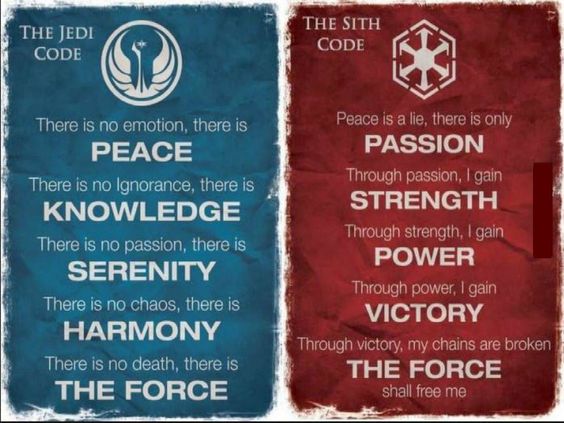 THE JEDI
CODE
There is no emotion, there is
PEACE
There is no Ignorance, there is
KNOWLEDGE
There is no passion, there is
SERENITY
There is no chaos, there is
HARMONY
There is no death, there is
THE FORCE
THE SITH
CODE
Peace is a lie, there is only
PASSION
Through passion, I gain
STRENGTH
Through strength, I gain
POWER
Through power, I gain
VICTORY
Through victory, my chains are broken
THE FORCE
shall free me